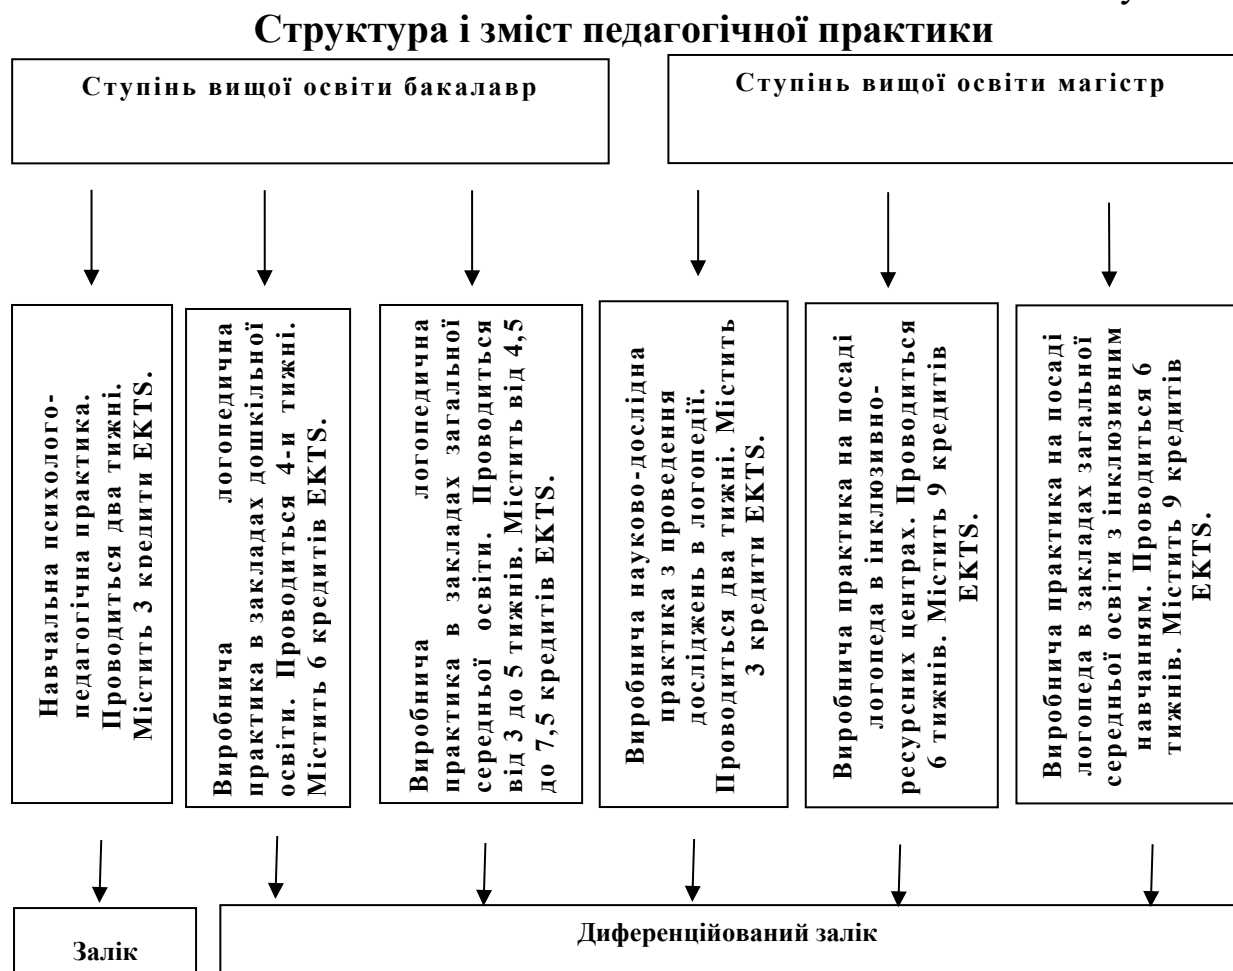 Структура і зміст педагогічної практики
Ступінь вищої освіти бакалавр
Ступінь вищої освіти магістр
Навчальна психолого-
педагогічна практика.
Проводиться два тижні.
Містить 3 кредити EKTS.
Виробнича логопедична
практика в закладах дошкільної
освіти. Проводиться 4-и тижні.
Містить 6 кредитів EKTS.
Виробнича логопедична
практика в закладах загальної
середньої освіти. Проводиться
від 3 до 5 тижнів. Містить від 4,5
до 7,5 кредитів EKTS.
Виробнича науково-дослідна
практика з проведення
досліджень в логопедії.
Проводиться два тижні. Містить
3 кредити EKTS.
Виробнича практика на посаді
логопеда в інклюзивно-
ресурсних центрах. Проводиться
6 тижнів. Містить 9 кредитів
EKTS.
Виробнича практика на посаді
логопеда в закладах загальної
середньої освіти з інклюзивним
навчанням. Проводиться 6
тижнів. Містить 9 кредитів
EKTS.
Залік
Диференційований залік